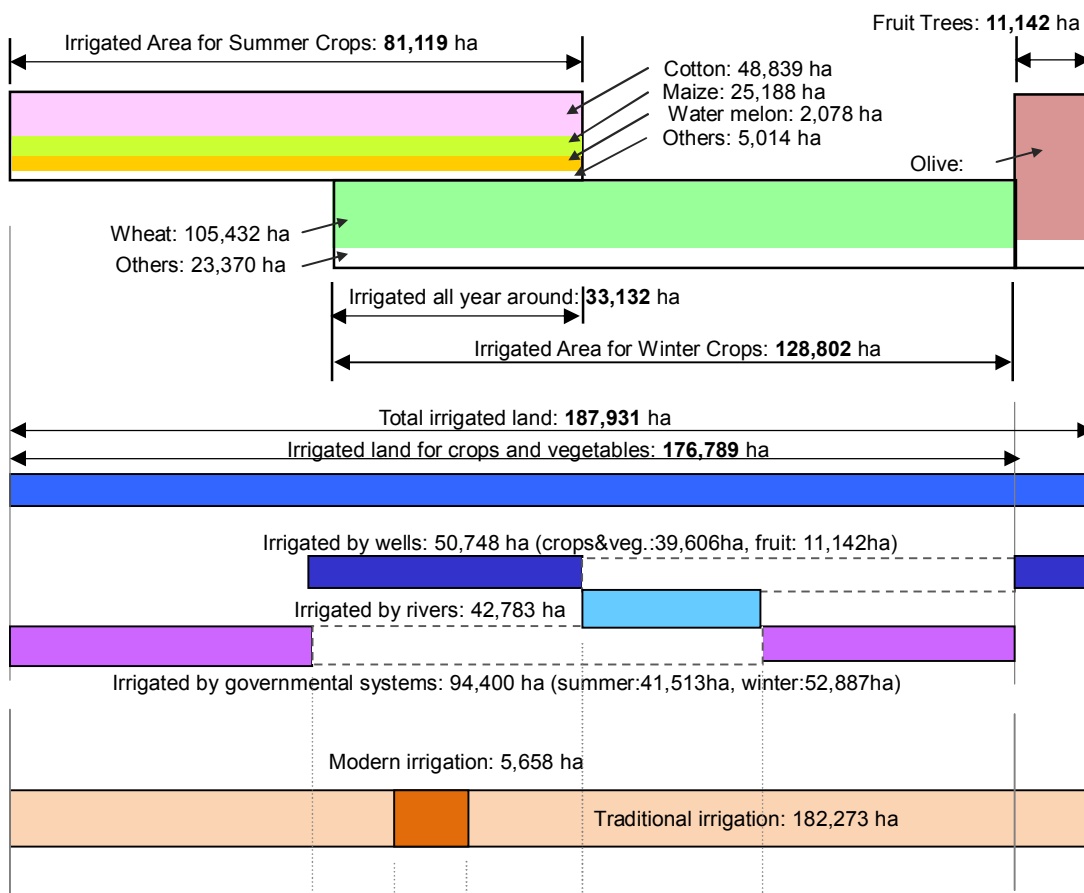 Fruit Trees: 11,142 ha
Irrigated Area for Summer Crops: 81,119 ha
Cotton: 48,839 ha
Maize: 25,188 ha
Water melon: 2,078 ha
Others: 5,014 ha
Olive:
Wheat: 105,432 ha
Others: 23,370 ha
Irrigated all year around: 33,132 ha
Irrigated Area for Winter Crops: 128,802 ha
Total irrigated land: 187,931 ha
Irrigated land for crops and vegetables: 176,789 ha
Irrigated by wells: 50,748 ha (crops&veg.:39,606ha, fruit: 11,142ha)
Irrigated by rivers: 42,783 ha
Irrigated by governmental systems: 94,400 ha (summer:41,513ha, winter:52,887ha)
Modern irrigation: 5,658 ha
Traditional irrigation: 182,273 ha